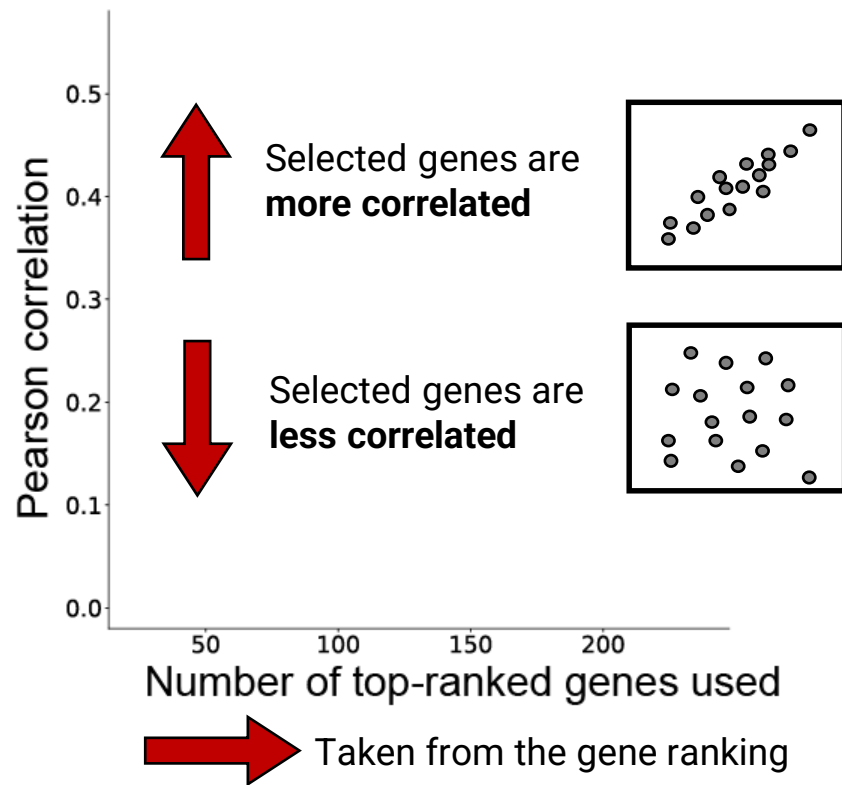 Pearson correlation
0.5
0.4
0.3
0.2
0.1
0.0
Selected genes are
more correlated
Selected genes are
less correlated
50 100 150 200
Number of top-ranked genes used
Taken from the gene ranking